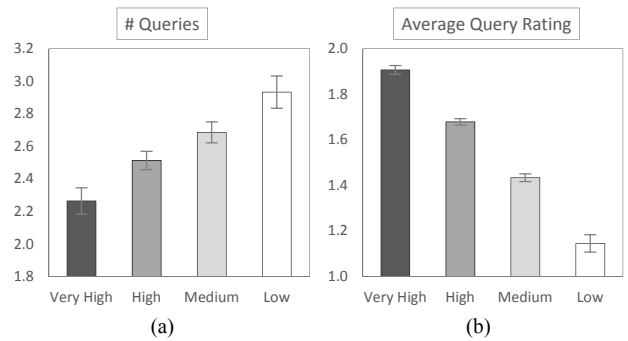 # Queries
3.2
3.0
2.8
2.6
2.4
2.2
2.0
1.8
Very High High Medium Low
(a)
Average Query Rating
2.0
1.8
1.6
1.4
1.2
1.0
Very High High Medium Low
(b)